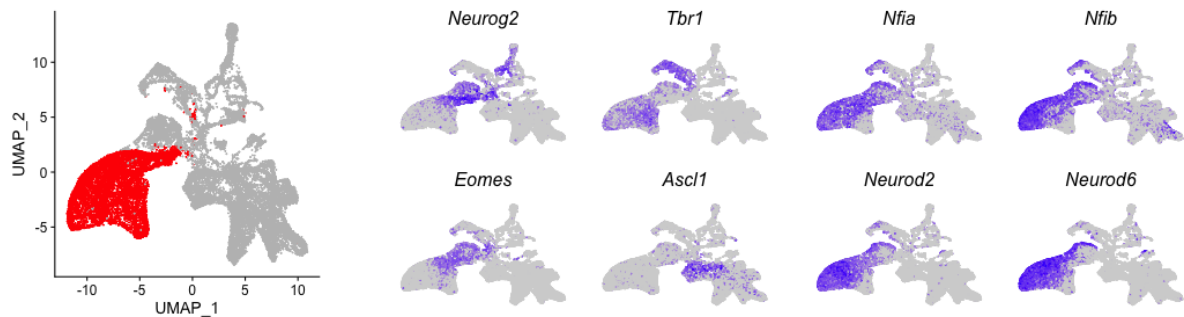 Neurog2 Tbr1 Nfia Nfib
10
5
0
-5
UMAP_2
-10 -5 0 5 10
UMAP_1
Eomes Ascl1 Neurod2 Neurod6